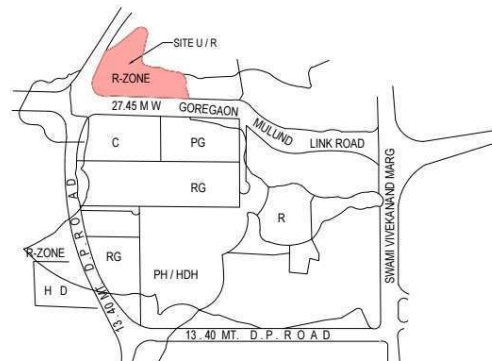 SITE U / R
R-ZONE
27.45 M W GOREGAON MULUND LINK ROAD
C
PG
RG
R
SWAMI VIVEKANAND MARG
13.40 MT. D.P. ROAD
R-ZONE
RG
PH / HDH
H D
13.40 MT. D.P. ROAD